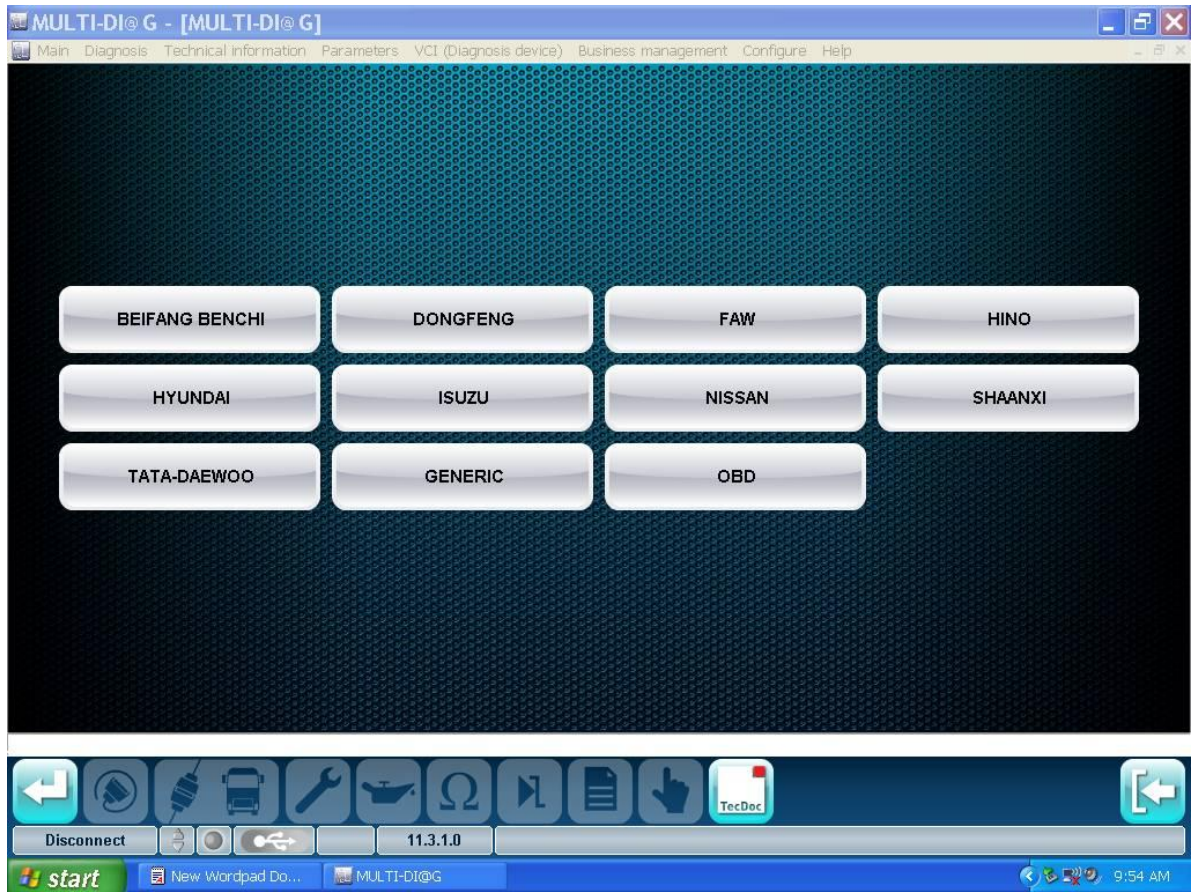 MULTI-DI@G - [MULTI-DI@G]
Main Diagnosis Technical information Parameters VCI (Diagnosis device) Business management Configure Help
BEIFANG BENCHI DONGFENG FAW HINO
HYUNDAI ISUZU NISSAN SHAANXI
TATA-DAEWOO GENERIC OBD
Ω TecDoc
Disconnect 11.3.1.0
start New Wordpad Do... MULTI-DI@G 9:54 AM